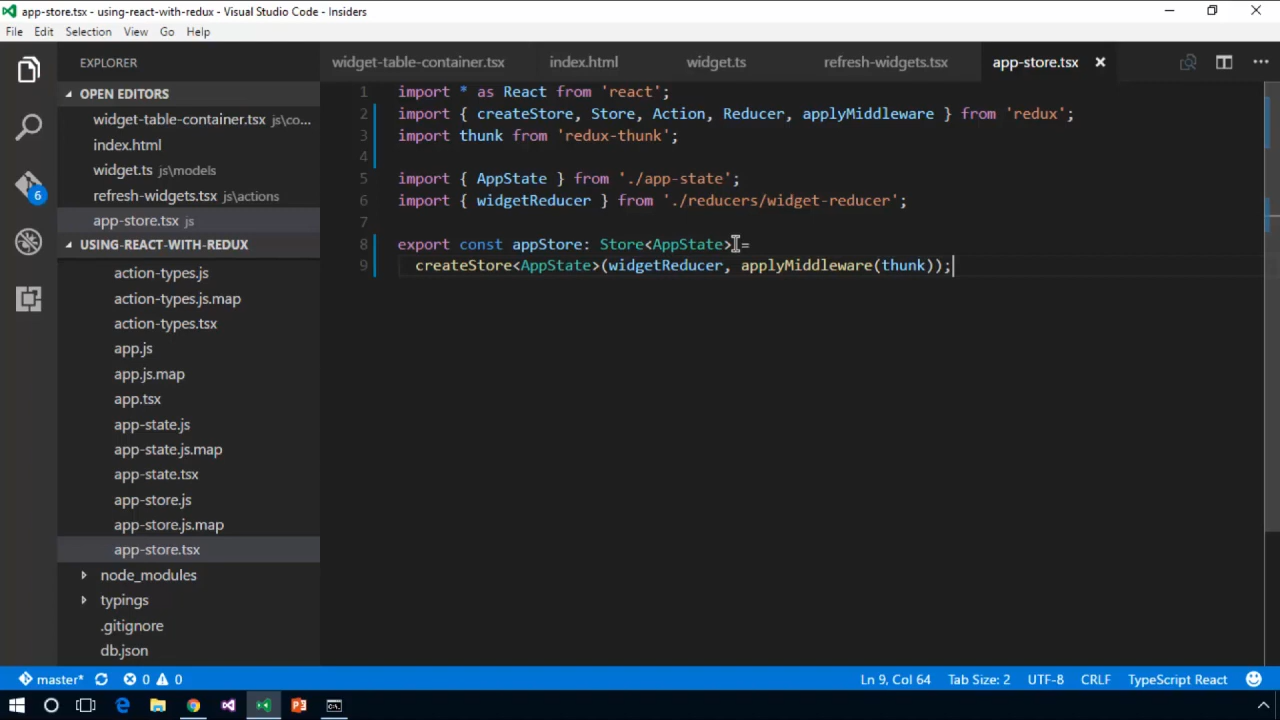 app-store.tsx - using-react-with-redux - Visual Studio Code - Insiders
File Edit Selection View Go Help
EXPLORER
OPEN EDITORS
widget-table-container.tsx js\co...
index.html
widget.ts js\models
refresh-widgets.tsx js\actions
app-store.tsx js
USING-REACT-WITH-REDUX
action-types.js
action-types.js.map
action-types.tsx
app.js
app.js.map
app.tsx
app-state.js
app-state.js.map
app-state.tsx
app-store.js
app-store.js.map
app-store.tsx
node_modules
typings
.gitignore
db.json
6
widget-table-container.tsx index.html widget.ts refresh-widgets.tsx app-store.tsx
1 import * as React from 'react';
2 import { createStore, Store, Action, Reducer, applyMiddleware } from 'redux';
3 import thunk from 'redux-thunk';
4
5 import { AppState } from './app-state';
6 import { widgetReducer } from './reducers/widget-reducer';
7
8 export const appStore: Store<AppState> =
9 createStore<AppState>(widgetReducer, applyMiddleware(thunk));
master* 0 0 Ln 9, Col 64 Tab Size: 2 UTF-8 CRLF TypeScript React